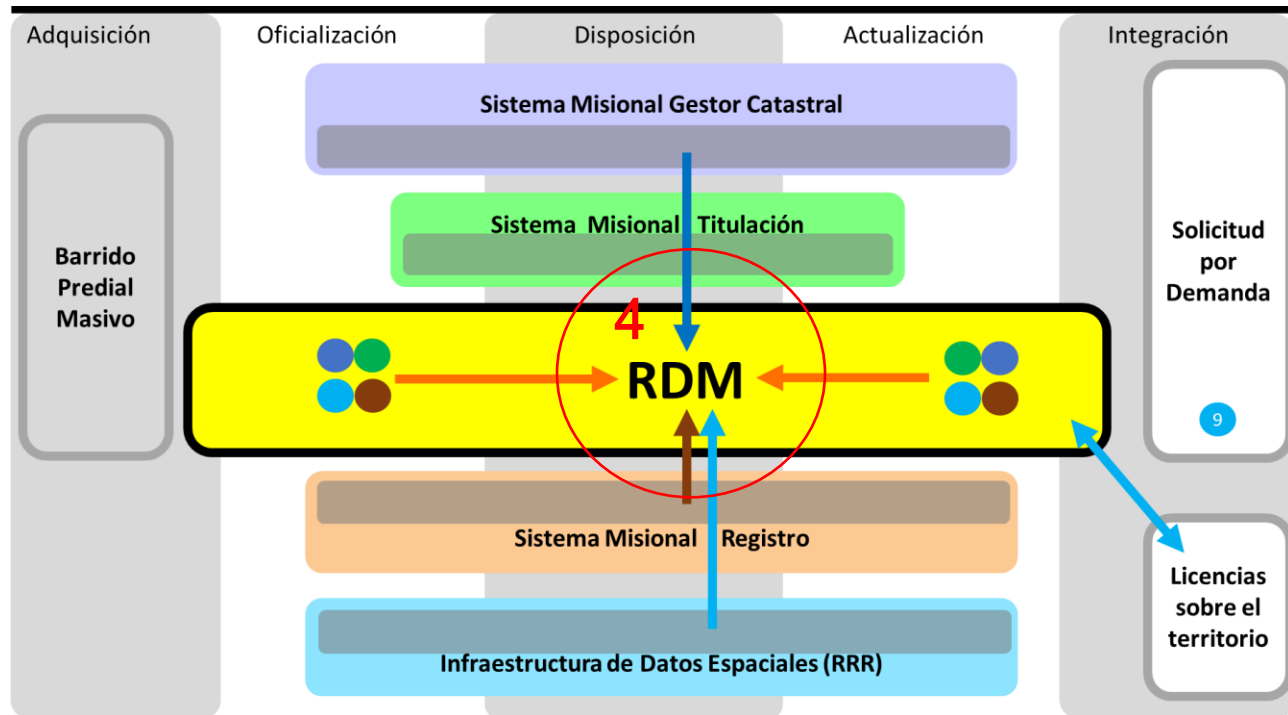 Adquisición
Oficialización
Disposición
Actualización
Integración
Sistema Misional Gestor Catastral
Sistema Misional Titulación
Barrido
Predial
Masivo
Solicitud
por
Demanda
4
RDM
9
Sistema Misional Registro
Licencias
sobre el
territorio
Infraestructura de Datos Espaciales (RRR)